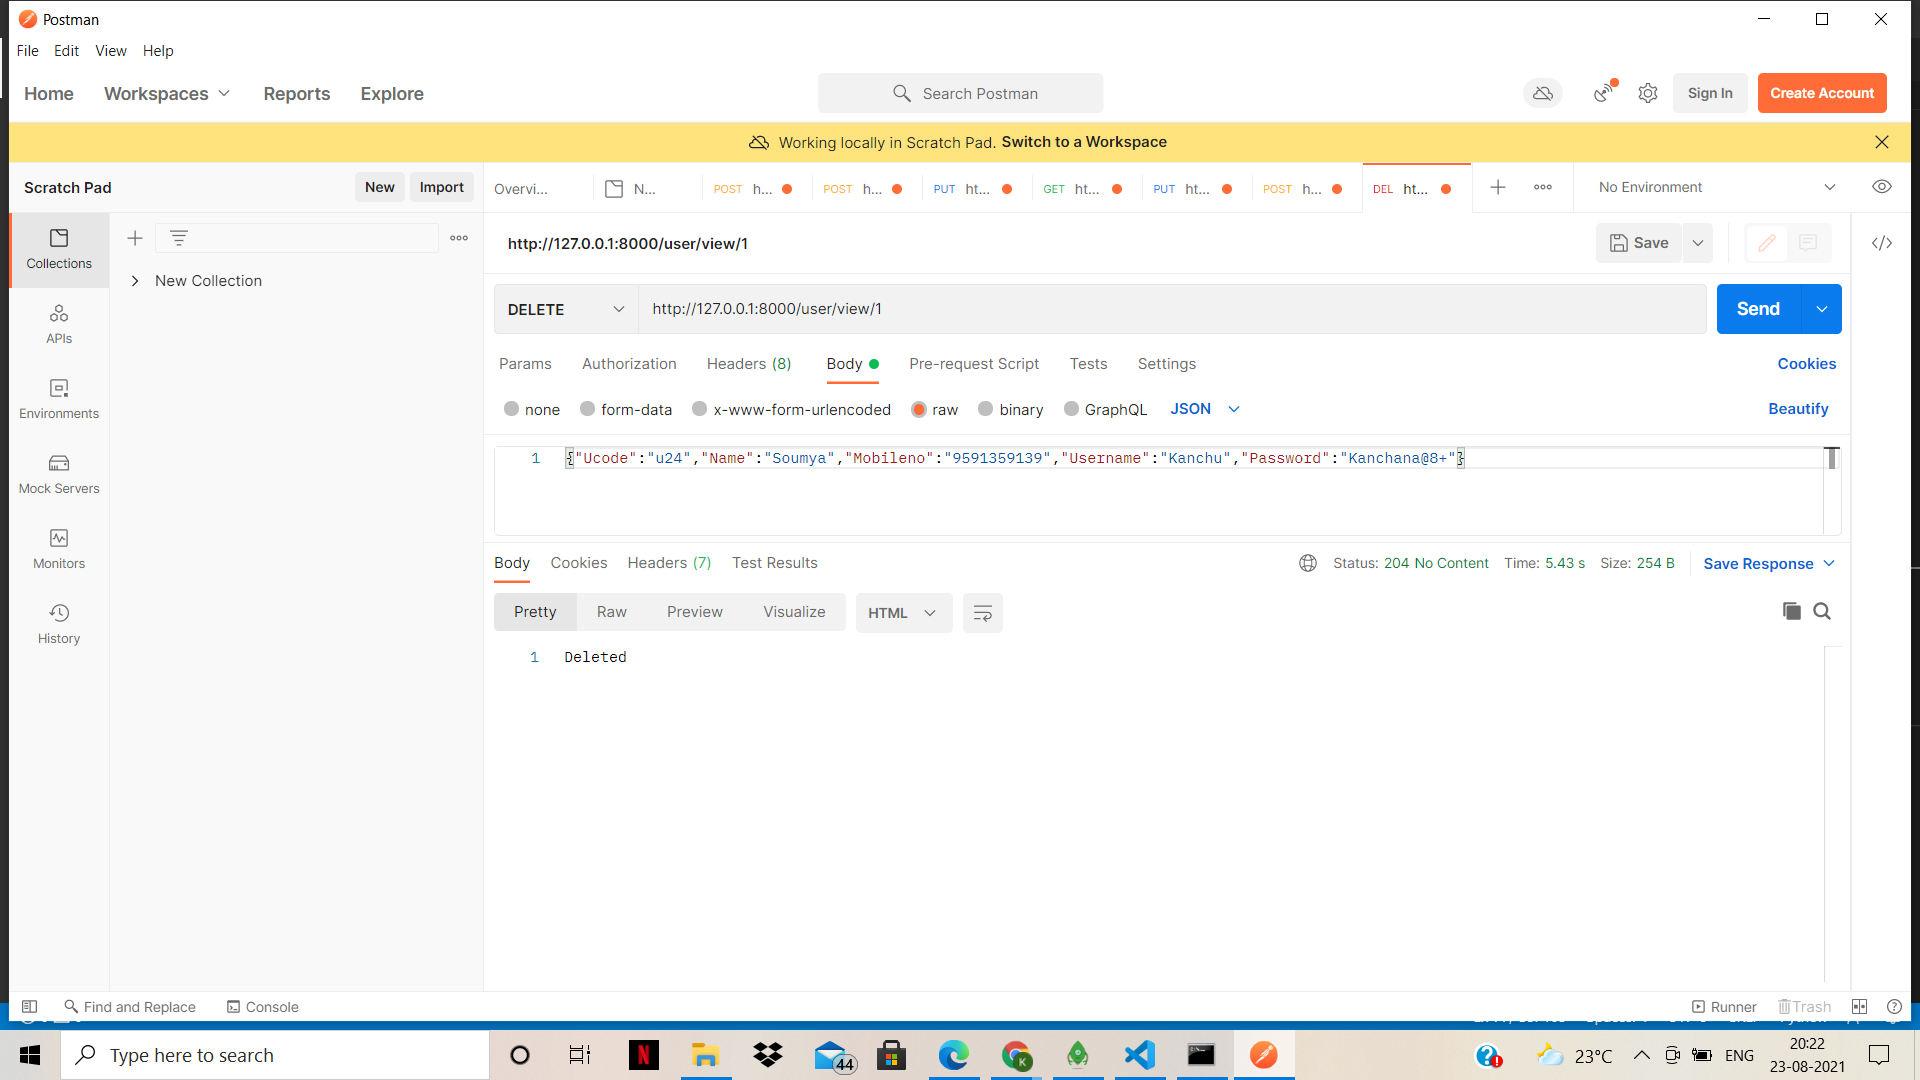 Postman
File Edit View Help
Home Workspaces Reports Explore
Search Postman
Sign In
Create Account
Working locally in Scratch Pad. Switch to a Workspace
Scratch Pad
New
Import
Overvi...
N...
POST h...
POST h...
PUT ht...
GET ht...
PUT ht...
POST h...
DEL ht...
No Environment
Collections
New Collection
APIs
Environments
Mock Servers
Monitors
History
http://127.0.0.1:8000/user/view/1
Save
DELETE http://127.0.0.1:8000/user/view/1
Send
Params Authorization Headers (8) Body Pre-request Script Tests Settings Cookies
none form-data x-www-form-urlencoded raw binary GraphQL JSON Beautify
1 {"Ucode":"u24","Name":"Soumya","Mobileno":"9591359139","Username":"Kanchu","Password":"Kanchana@8+"}
Body Cookies Headers (7) Test Results
Status: 204 No Content Time: 5.43 s Size: 254 B Save Response
Pretty Raw Preview Visualize HTML
1 Deleted
Find and Replace Console
Runner Trash
Type here to search
44
K
23°C
ENG
20:22
23-08-2021